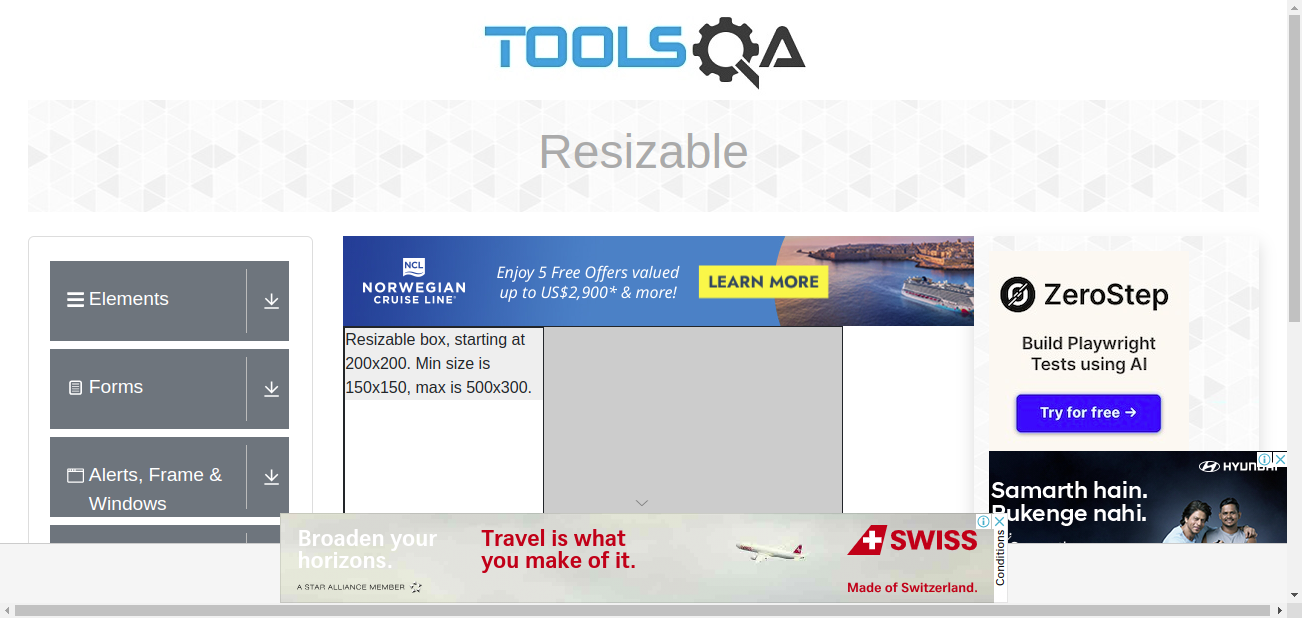 TOOLSQA
Resizable
Elements
Forms
Alerts, Frame &
Windows
NCL
NORWEGIAN
CRUISE LINE
Enjoy 5 Free Offers valued
up to US$2,900* & more!
LEARN MORE
Resizable box, starting at
200x200. Min size is
150x150, max is 500x300.
ZeroStep
Build Playwright
Tests using AI
Try for free →
Samarth hain.
Rukenge nahi.
Broaden your
horizons.
A STAR ALLIANCE MEMBER
Travel is what
you make of it.
SWISS
Made of Switzerland.
Conditions